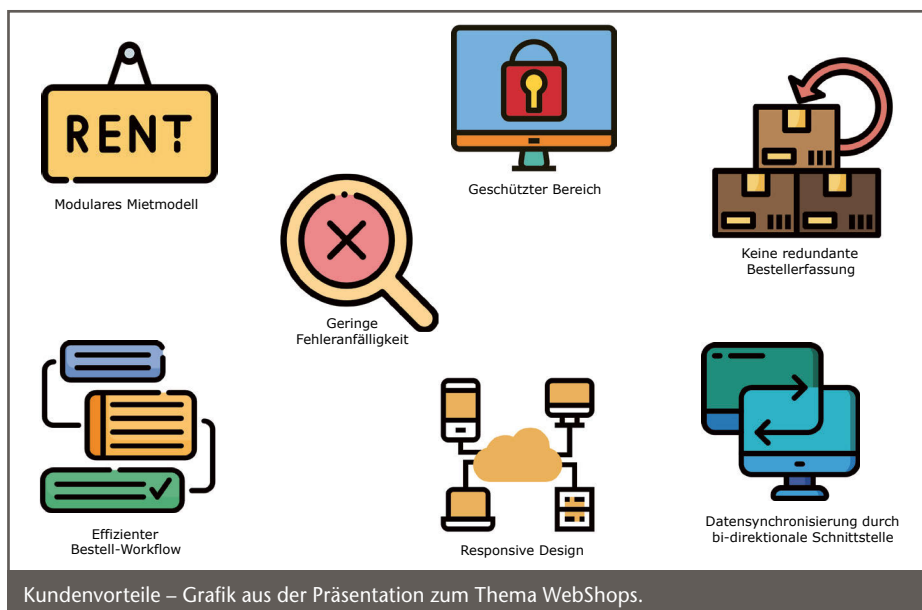 RENT
Modulares Mietmodell
Geschützter Bereich
Keine redundante
Bestellerfassung
Geringe
Fehleranfälligkeit
Effizienter
Bestell-Workflow
Responsive Design
Datensynchronisierung durch
bi-direktionale Schnittstelle
Kundenvorteile – Grafik aus der Präsentation zum Thema WebShops.